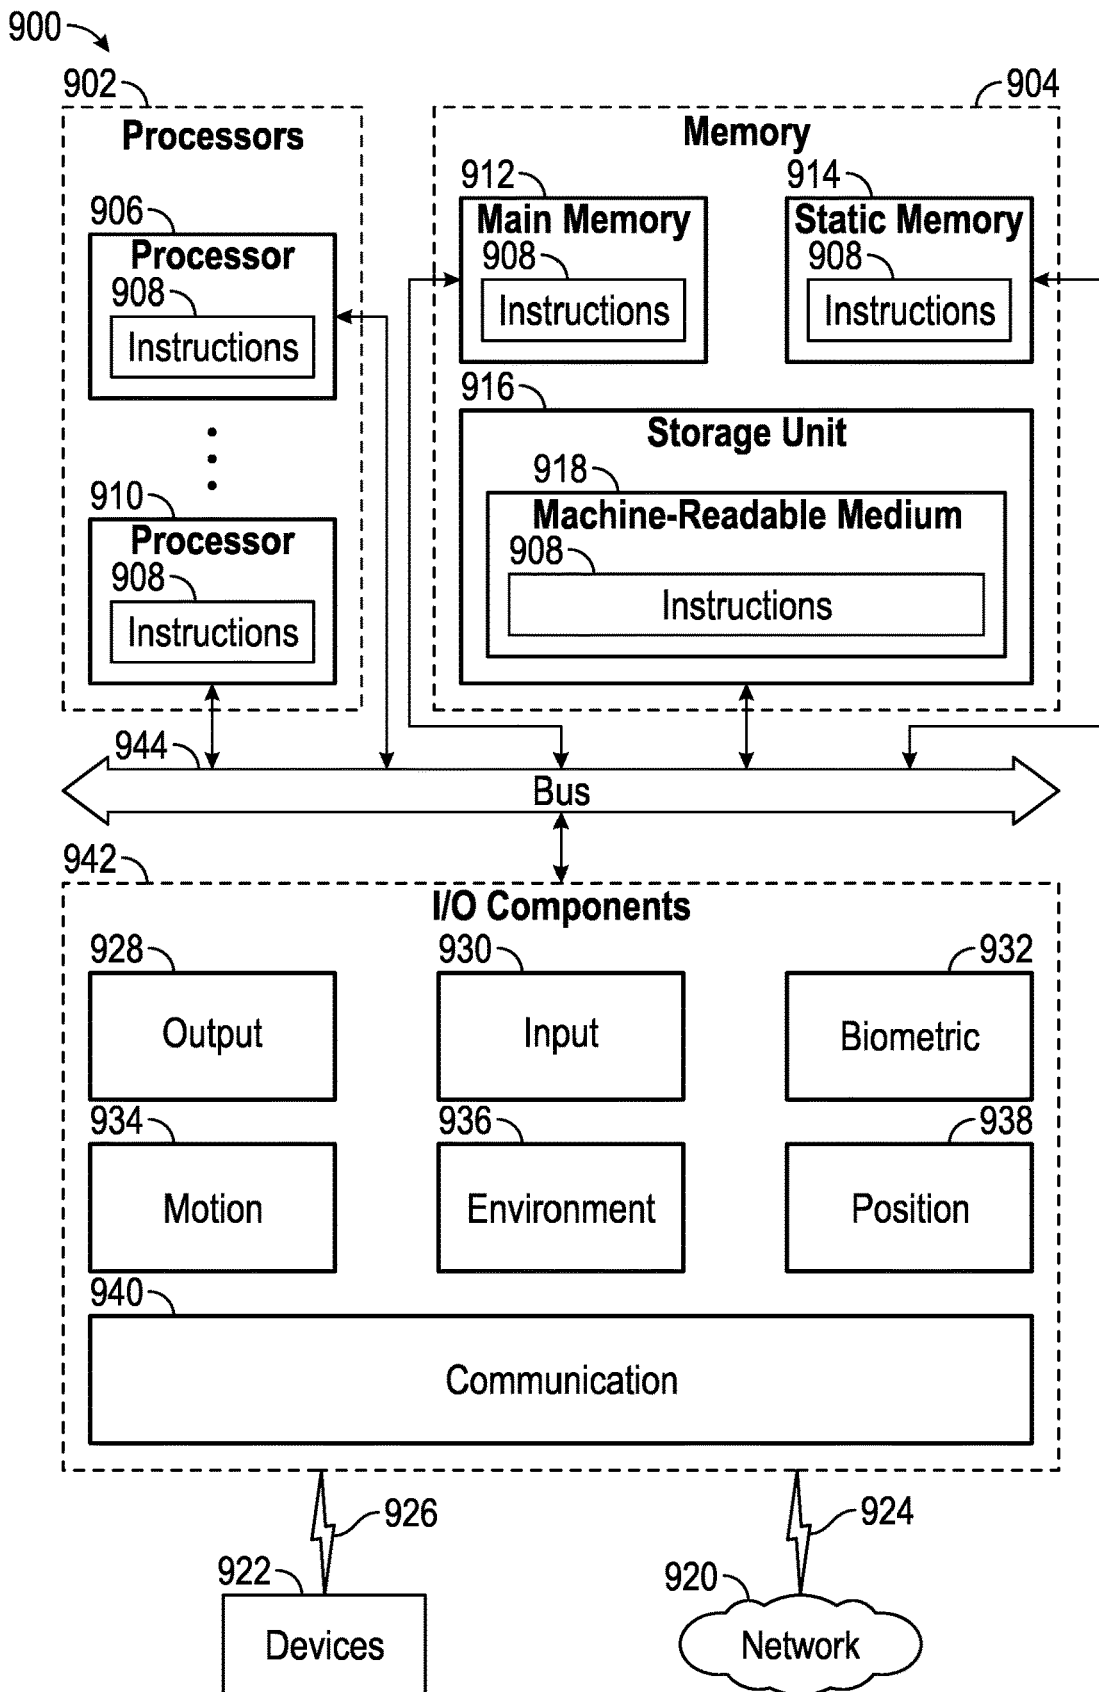 900
902
904
Processors
Memory
906
Processor
908
Instructions
910
Processor
908
Instructions
912
Main Memory
908
Instructions
914
Static Memory
908
Instructions
916
Storage Unit
918
Machine-Readable Medium
908
Instructions
944
Bus
942
I/O Components
928
Output
930
Input
932
Biometric
934
Motion
936
Environment
938
Position
940
Communication
926
924
922
Devices
920
Network